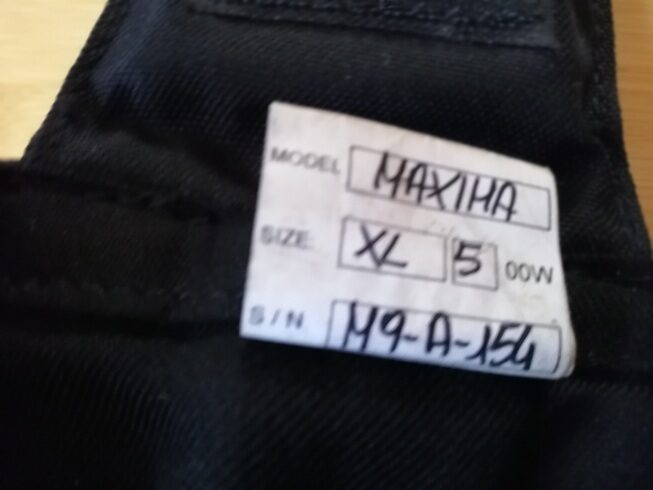 MODEL MAXIMA
SIZE XL 5 00W
S/N M9-A-154